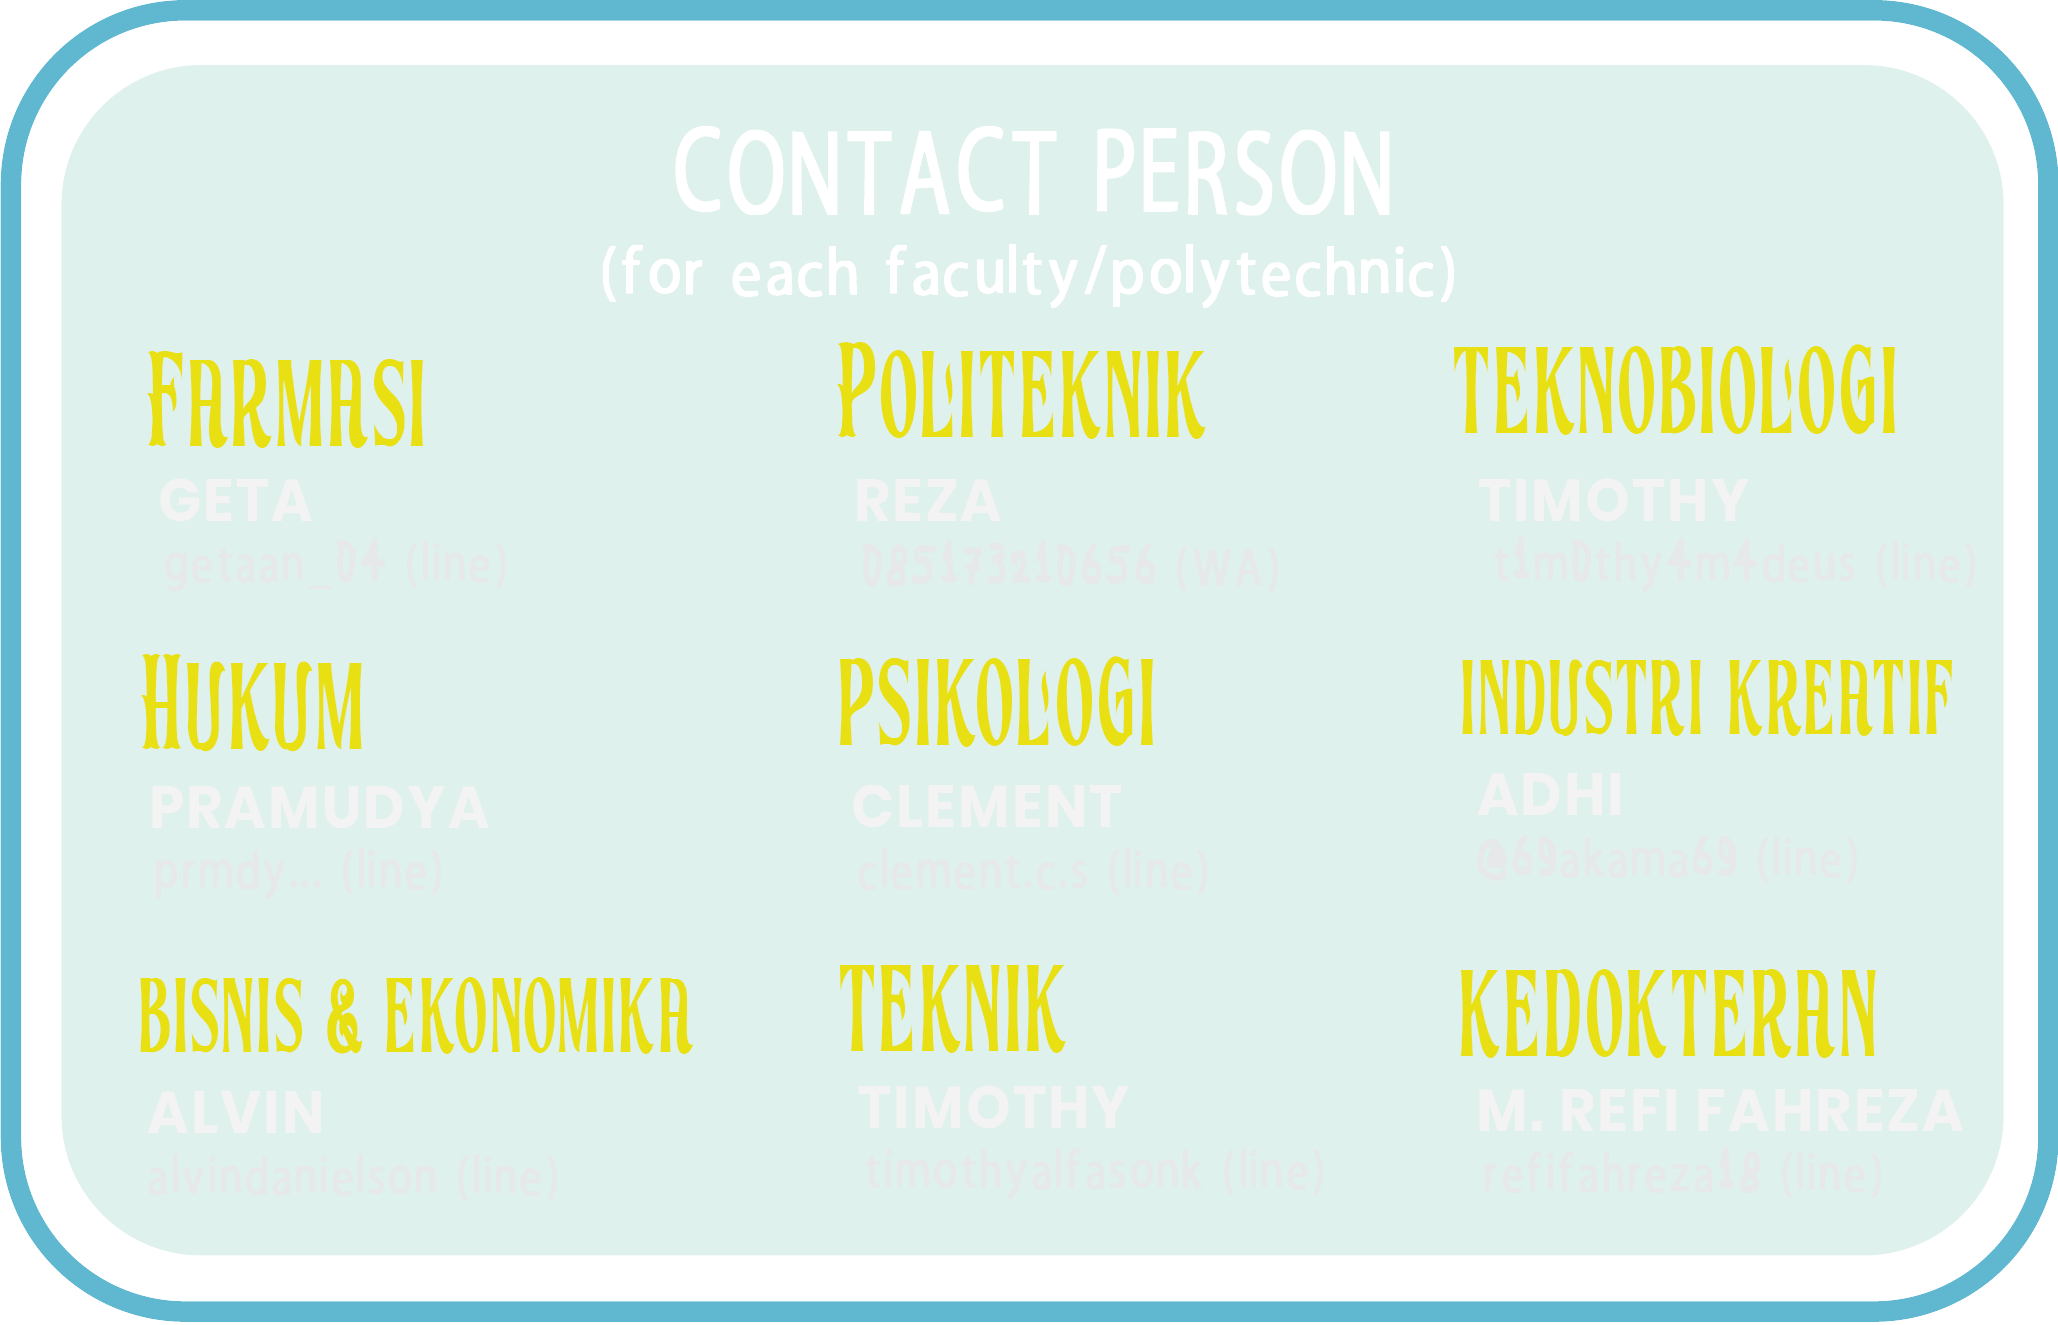 CONTACT PERSON
(for each faculty/polytechnic)
FARMASI
GETA
getaan_04 (line)
POLITEKNIK
REZA
085173210656 (WA)
TEKNOBIOLOGI
TIMOTHY
t1m0thy4m4deus (line)
HUKUM
PRAMUDYA
prmdy... (line)
PSIKOLOGI
CLEMENT
clement.c.s (line)
INDUSTRI KREATIF
ADHI
@69akama69 (line)
BISNIS & EKONOMIKA
ALVIN
alvindanielson (line)
TEKNIK
TIMOTHY
timothyalfasonk (line)
KEDOKTERAN
M. REFI FAHREZA
refifahreza18 (line)